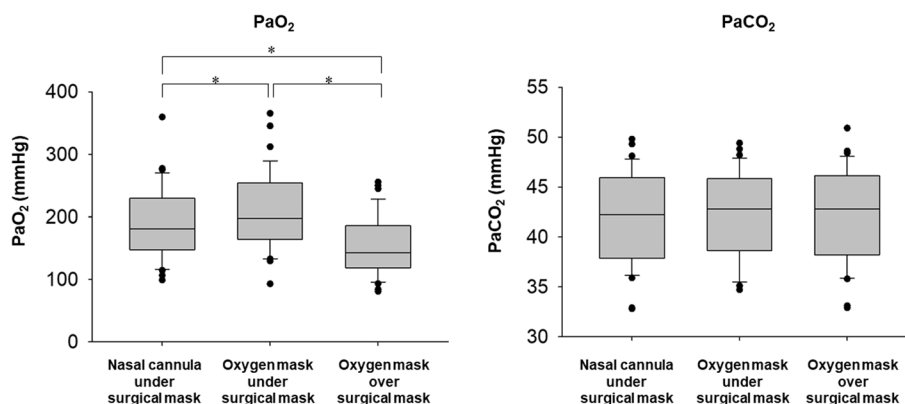 PaO₂
*
*
*
400
300
200
100
0
PaO₂ (mmHg)
Nasal cannula
under
surgical mask
Oxygen mask
under
surgical mask
Oxygen mask
over
surgical mask
PaCO₂
55
50
45
40
35
30
PaCO₂ (mmHg)
Nasal cannula
under
surgical mask
Oxygen mask
under
surgical mask
Oxygen mask
over
surgical mask